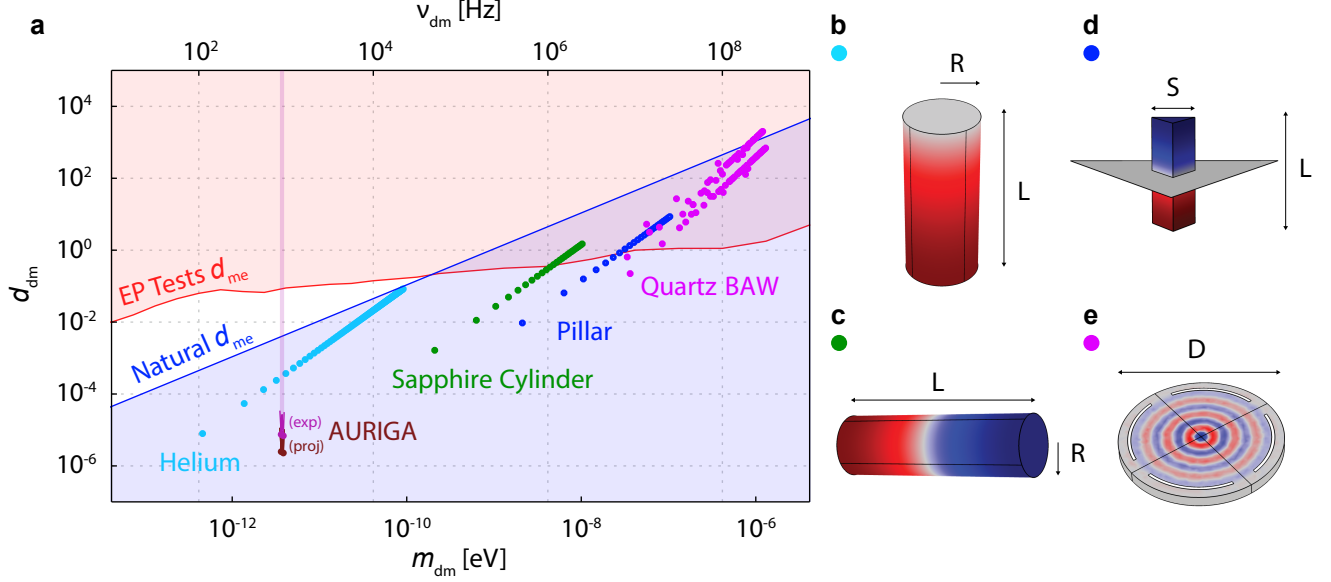 a
ν_dm [Hz]
10^2 10^4 10^6 10^8
10^4
10^2
10^0
10^-2
10^-4
10^-6
d_dm
EP Tests d_me
Natural d_me
Helium
(exp)
(proj)
AURIGA
Sapphire Cylinder
Pillar
Quartz BAW
10^-12 10^-10 10^-8 10^-6
m_dm [eV]
b
R
L
d
S
L
c
L
R
e
D